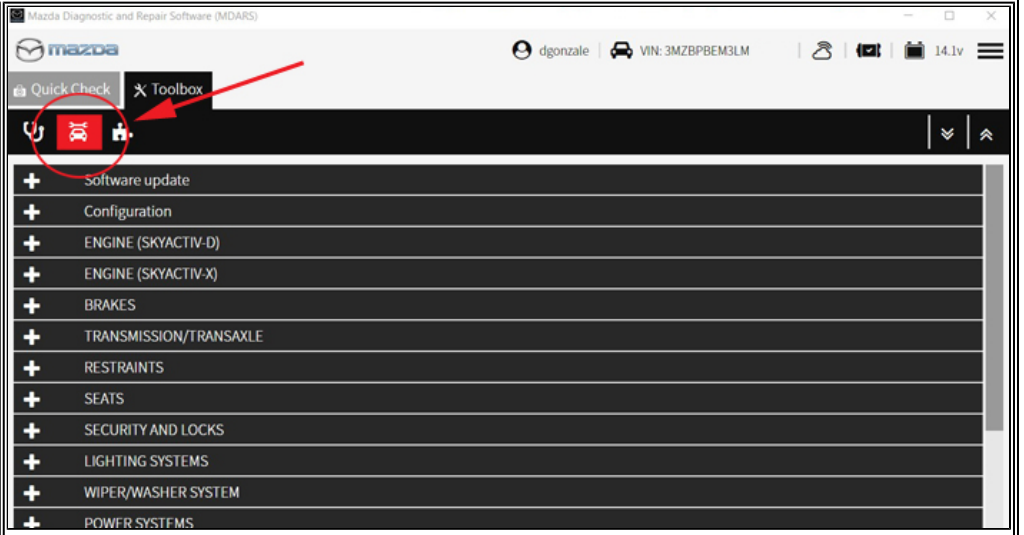 Mazda Diagnostic and Repair Software (MDARS)
mazda
dgonzale
VIN: 3MZBPBEM3LM
14.1v
Quick Check
Toolbox
Software update
Configuration
ENGINE (SKYACTIV-D)
ENGINE (SKYACTIV-X)
BRAKES
TRANSMISSION/TRANSAXLE
RESTRAINTS
SEATS
SECURITY AND LOCKS
LIGHTING SYSTEMS
WIPER/WASHER SYSTEM
POWER SYSTEMS